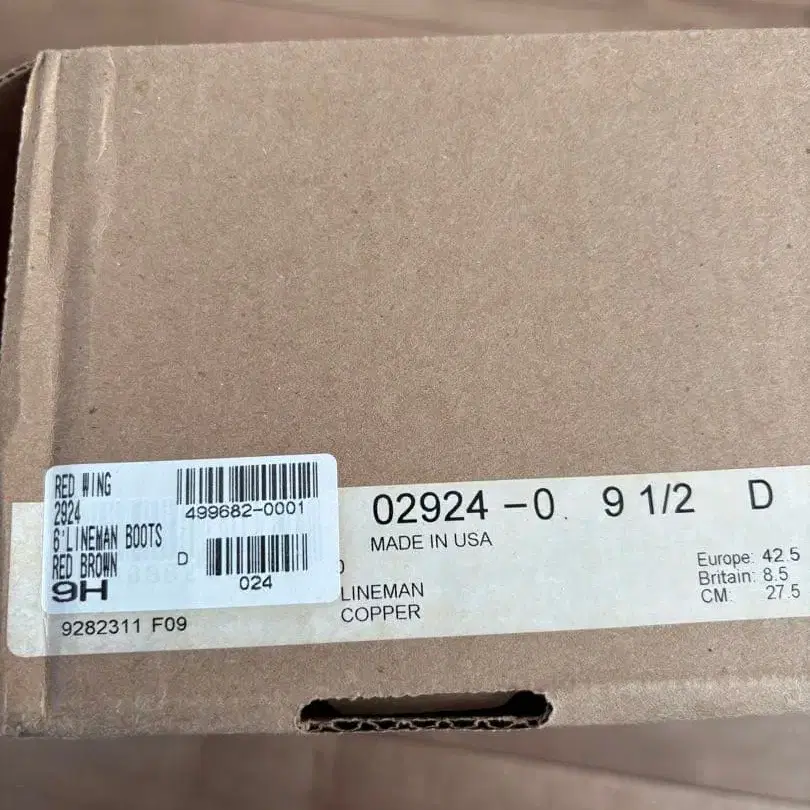 RED WING
2924
6'LINEMAN BOOTS
RED BROWN D
9H
499682-0001
024
9282311 F09
02924 -0 9 1/2 D
MADE IN USA
LINEMAN
COPPER
Europe: 42.5
Britain: 8.5
CM: 27.5